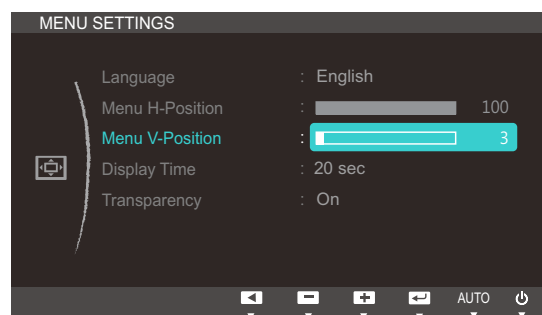 MENU SETTINGS
Language : English
Menu H-Position : 100
Menu V-Position : 3
Display Time : 20 sec
Transparency : On
AUTO